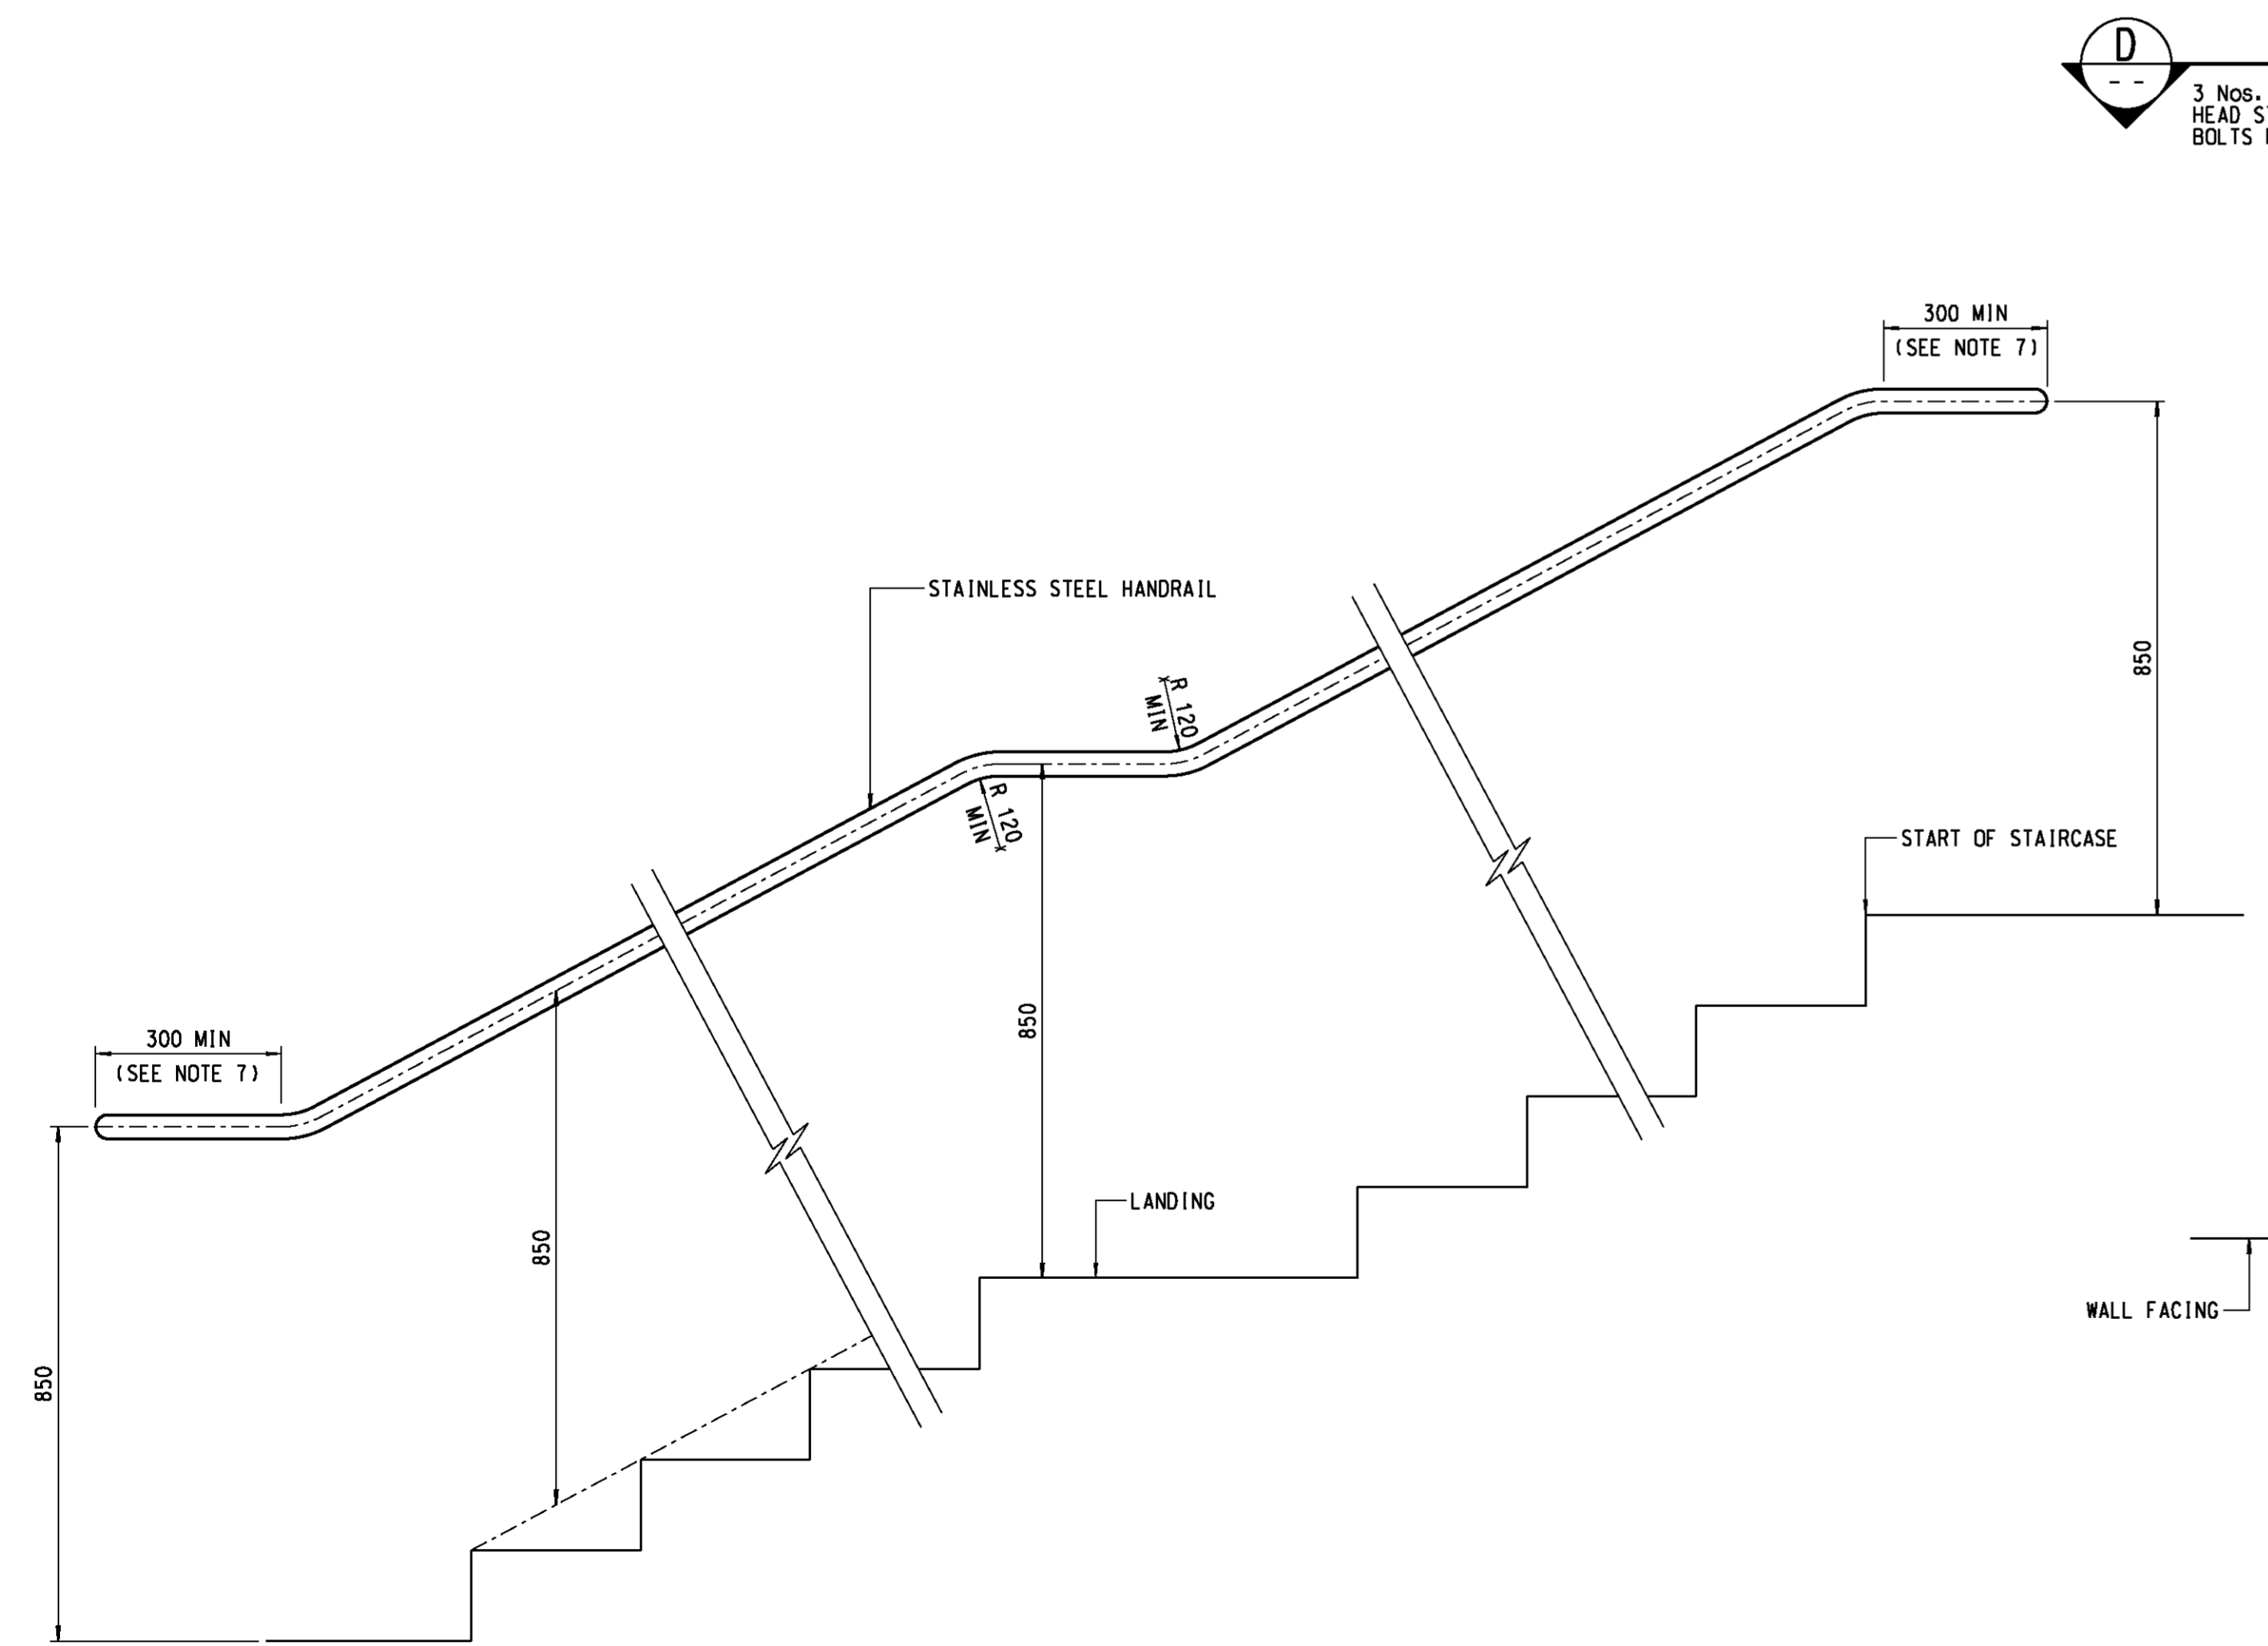 D
- -
3 Nos.
HEAD
BOLTS
300 MIN
(SEE NOTE 7)
STAINLESS STEEL HANDRAIL
850
R 120
MIN
R 120
MIN
START OF STAIRCASE
300 MIN
(SEE NOTE 7)
850
LANDING
850
WALL FACING
850